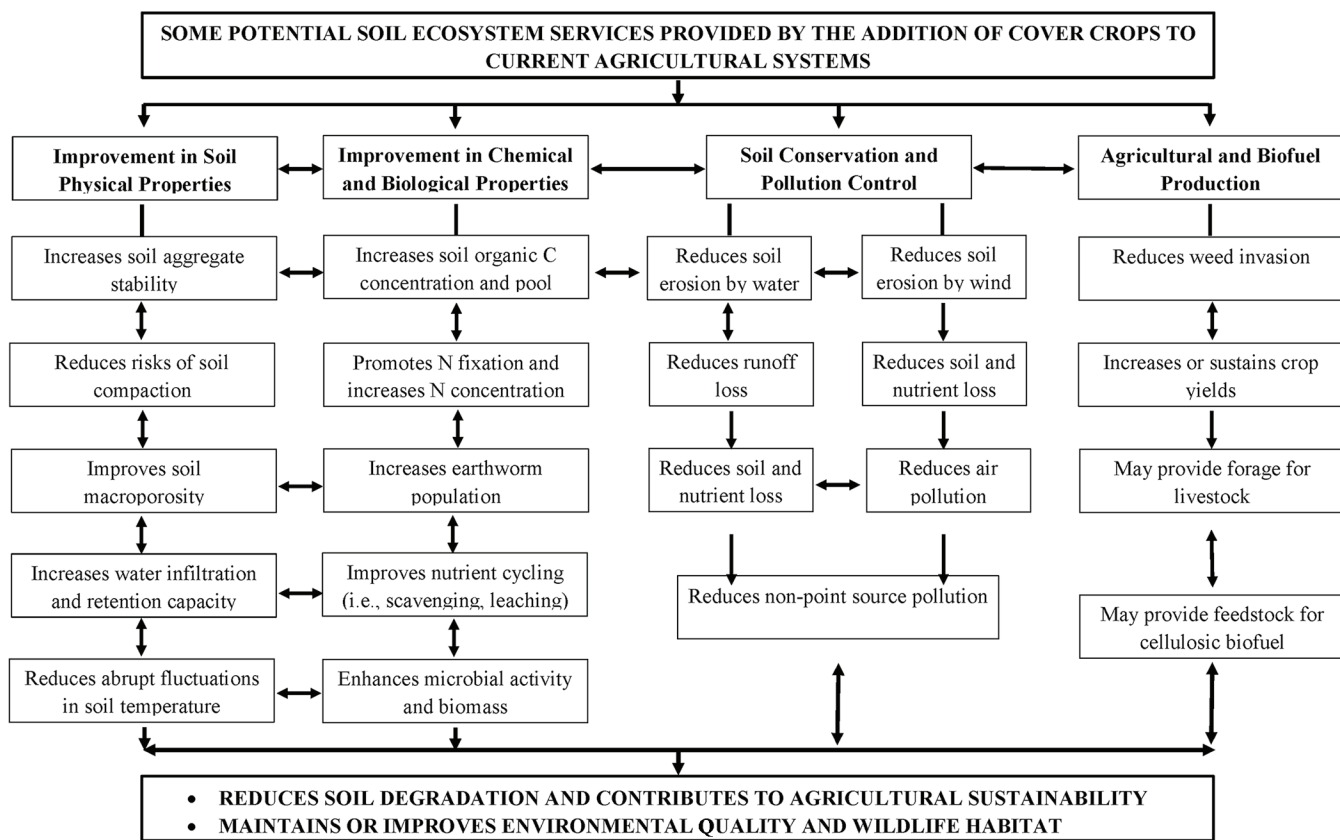 SOME POTENTIAL SOIL ECOSYSTEM SERVICES PROVIDED BY THE ADDITION OF COVER CROPS TO
CURRENT AGRICULTURAL SYSTEMS
Improvement in Soil
Physical Properties
Increases soil aggregate
stability
Reduces risks of soil
compaction
Improves soil
macroporosity
Increases water infiltration
and retention capacity
Reduces abrupt fluctuations
in soil temperature
Improvement in Chemical
and Biological Properties
Increases soil organic C
concentration and pool
Promotes N fixation and
increases N concentration
Increases earthworm
population
Improves nutrient cycling
(i.e., scavenging, leaching)
Enhances microbial activity
and biomass
Soil Conservation and
Pollution Control
Reduces soil
erosion by water
Reduces runoff
loss
Reduces soil and
nutrient loss
Reduces soil
erosion by wind
Reduces soil and
nutrient loss
Reduces air
pollution
Reduces non-point source pollution
Agricultural and Biofuel
Production
Reduces weed invasion
Increases or sustains crop
yields
May provide forage for
livestock
May provide feedstock for
cellulosic biofuel
• REDUCES SOIL DEGRADATION AND CONTRIBUTES TO AGRICULTURAL SUSTAINABILITY
• MAINTAINS OR IMPROVES ENVIRONMENTAL QUALITY AND WILDLIFE HABITAT